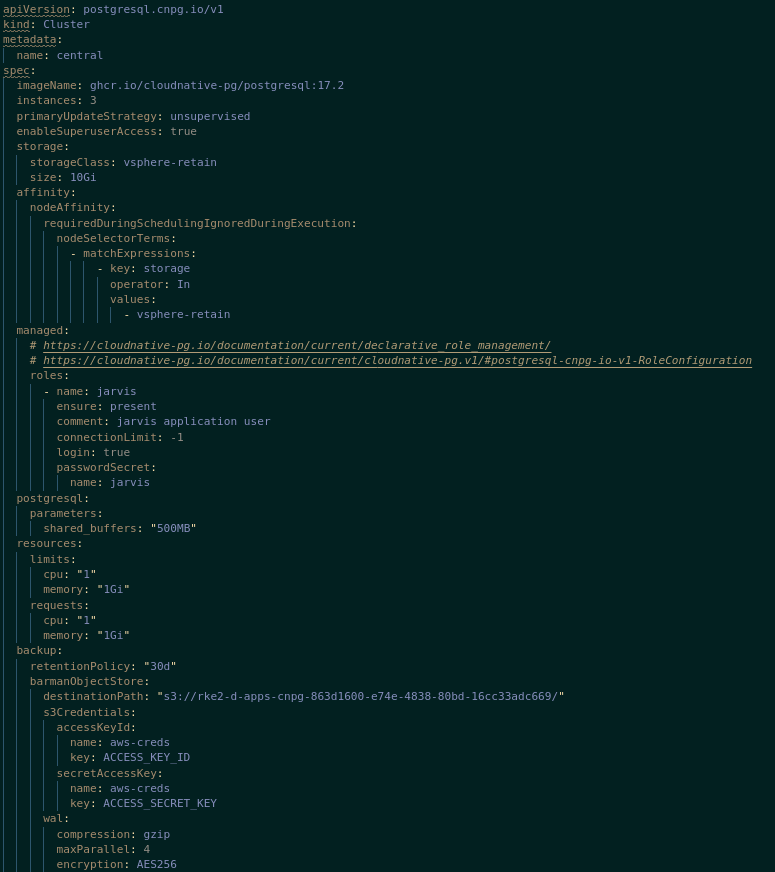 apiVersion: postgresql.cnpg.io/v1
kind: Cluster
metadata:
  name: central
spec:
  imageName: ghcr.io/cloudnative-pg/postgresql:17.2
  instances: 3
  primaryUpdateStrategy: unsupervised
  enableSuperuserAccess: true
  storage:
    storageClass: vsphere-retain
    size: 10Gi
  affinity:
    nodeAffinity:
      requiredDuringSchedulingIgnoredDuringExecution:
        nodeSelectorTerms:
          - matchExpressions:
              - key: storage
                operator: In
                values:
                  - vsphere-retain
  managed:
    # https://cloudnative-pg.io/documentation/current/declarative_role_management/
    # https://cloudnative-pg.io/documentation/current/cloudnative-pg.v1/#postgresql-cnpg-io-v1-RoleConfiguration
    roles:
      - name: jarvis
        ensure: present
        comment: jarvis application user
        connectionLimit: -1
        login: true
        passwordSecret:
          name: jarvis
  postgresql:
    parameters:
      shared_buffers: "500MB"
  resources:
    limits:
      cpu: "1"
      memory: "1Gi"
    requests:
      cpu: "1"
      memory: "1Gi"
  backup:
    retentionPolicy: "30d"
    barmanObjectStore:
      destinationPath: "s3://rke2-d-apps-cnpg-863d1600-e74e-4838-80bd-16cc33adc669/"
      s3Credentials:
        accessKeyId:
          name: aws-creds
          key: ACCESS_KEY_ID
        secretAccessKey:
          name: aws-creds
          key: ACCESS_SECRET_KEY
      wal:
        compression: gzip
        maxParallel: 4
        encryption: AES256